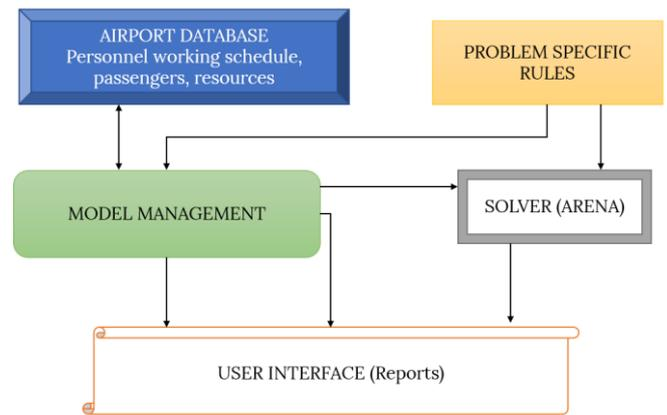 AIRPORT DATABASE
Personnel working schedule,
passengers, resources
PROBLEM SPECIFIC
RULES
MODEL MANAGEMENT
SOLVER (ARENA)
USER INTERFACE (Reports)